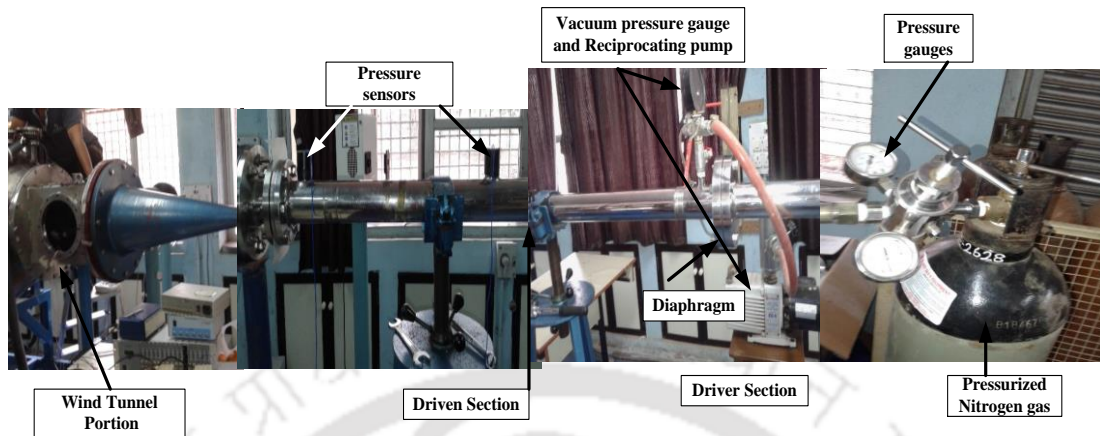 Vacuum pressure gauge
and Reciprocating pump
Pressure
gauges
Pressure
sensors
Diaphragm
Wind Tunnel
Portion
Driven Section
Driver Section
Pressurized
Nitrogen gas
2628